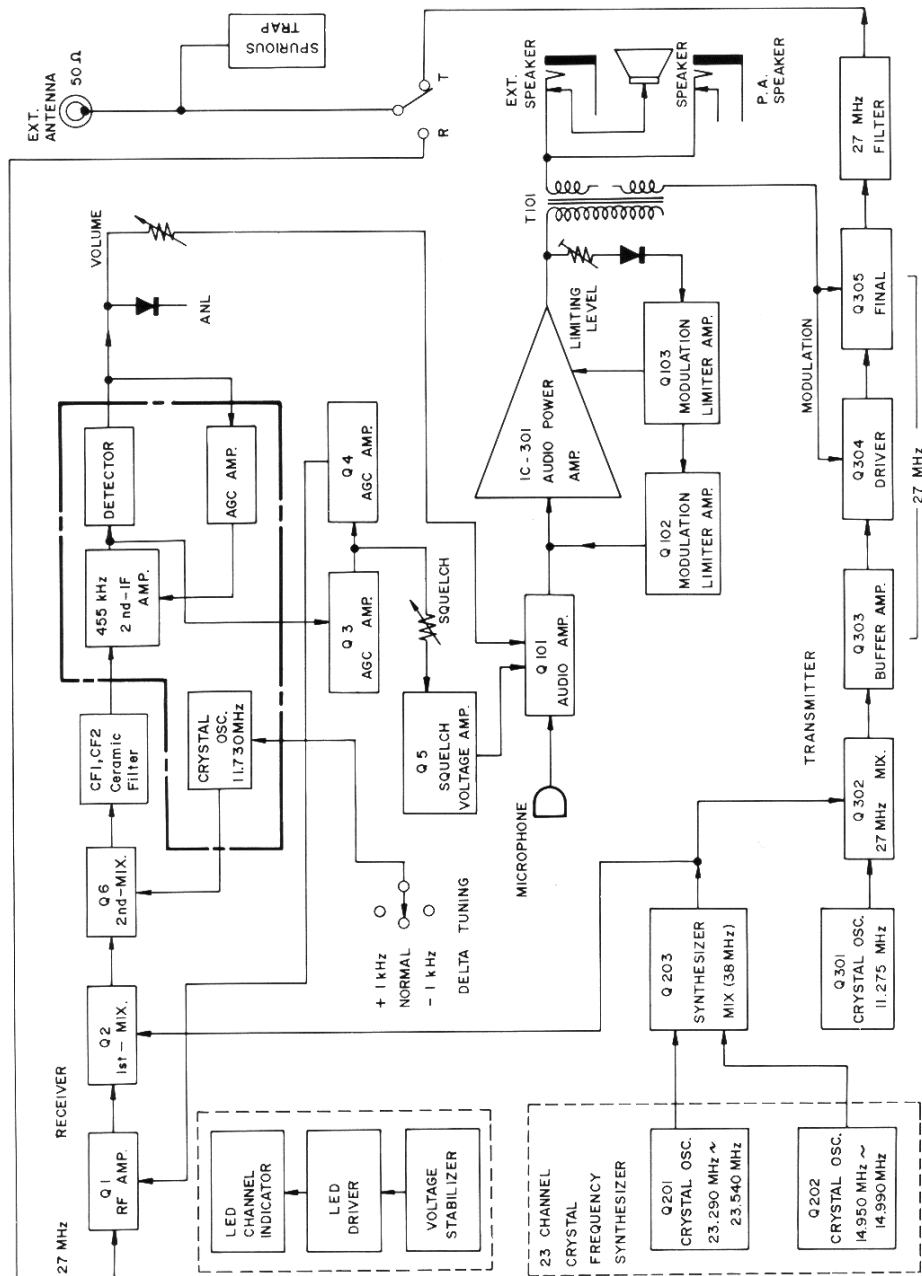 EXT.
ANTENNA
50 Ω
SPURIOUS
TRAP
R
T
27 MHz
RECEIVER
Q1
RF AMP.
Q2
1st-MIX.
Q6
2nd-MIX.
CF1,CF2
Ceramic
Filter
455 kHz
2nd-IF
AMP.
DETECTOR
AGC AMP.
ANL
VOLUME
CRYSTAL
OSC.
11.730MHz
Q3
AGC AMP.
Q4
AGC AMP.
SQUELCH
Q5
SQUELCH
VOLTAGE AMP.
+1 kHz
NORMAL
-1 kHz
DELTA TUNING
LED
CHANNEL
INDICATOR
LED
DRIVER
VOLTAGE
STABILIZER
MICROPHONE
Q101
AUDIO AMP.
IC-301
AUDIO POWER
AMP.
LIMITING
LEVEL
T101
EXT.
SPEAKER
SPEAKER
P. A.
SPEAKER
Q102
MODULATION
LIMITER AMP.
Q103
MODULATION
LIMITER AMP.
23 CHANNEL
CRYSTAL
FREQUENCY
SYNTHESIZER
Q201
CRYSTAL OSC.
23.290 MHz ~
23.540 MHz
Q202
CRYSTAL OSC.
14.950 MHz ~
14.990 MHz
Q203
SYNTHESIZER
MIX (38 MHz)
TRANSMITTER
MODULATION
Q301
CRYSTAL OSC.
11.275 MHz
Q302
27 MHz MIX.
Q303
BUFFER AMP.
Q304
DRIVER
Q305
FINAL
27 MHz
FILTER
27 MHz